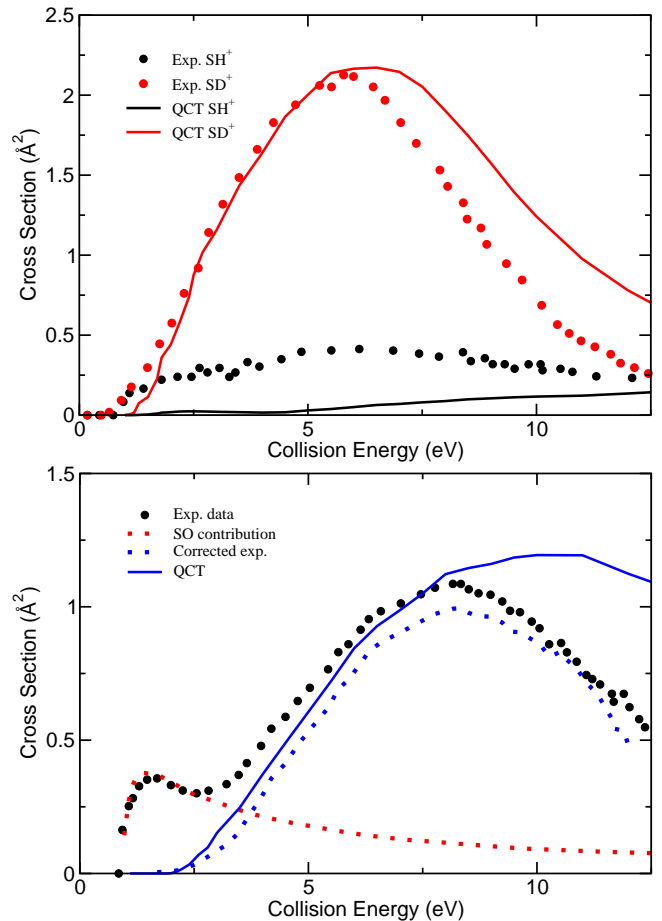 2.5
2
1.5
1
0.5
0
Cross Section (Å²)
Exp. SH⁺
Exp. SD⁺
QCT SH⁺
QCT SD⁺
0 5 10
Collision Energy (eV)
1.5
1
0.5
0
Cross Section (Å²)
Exp. data
SO contribution
Corrected exp.
QCT
0 5 10
Collision Energy (eV)